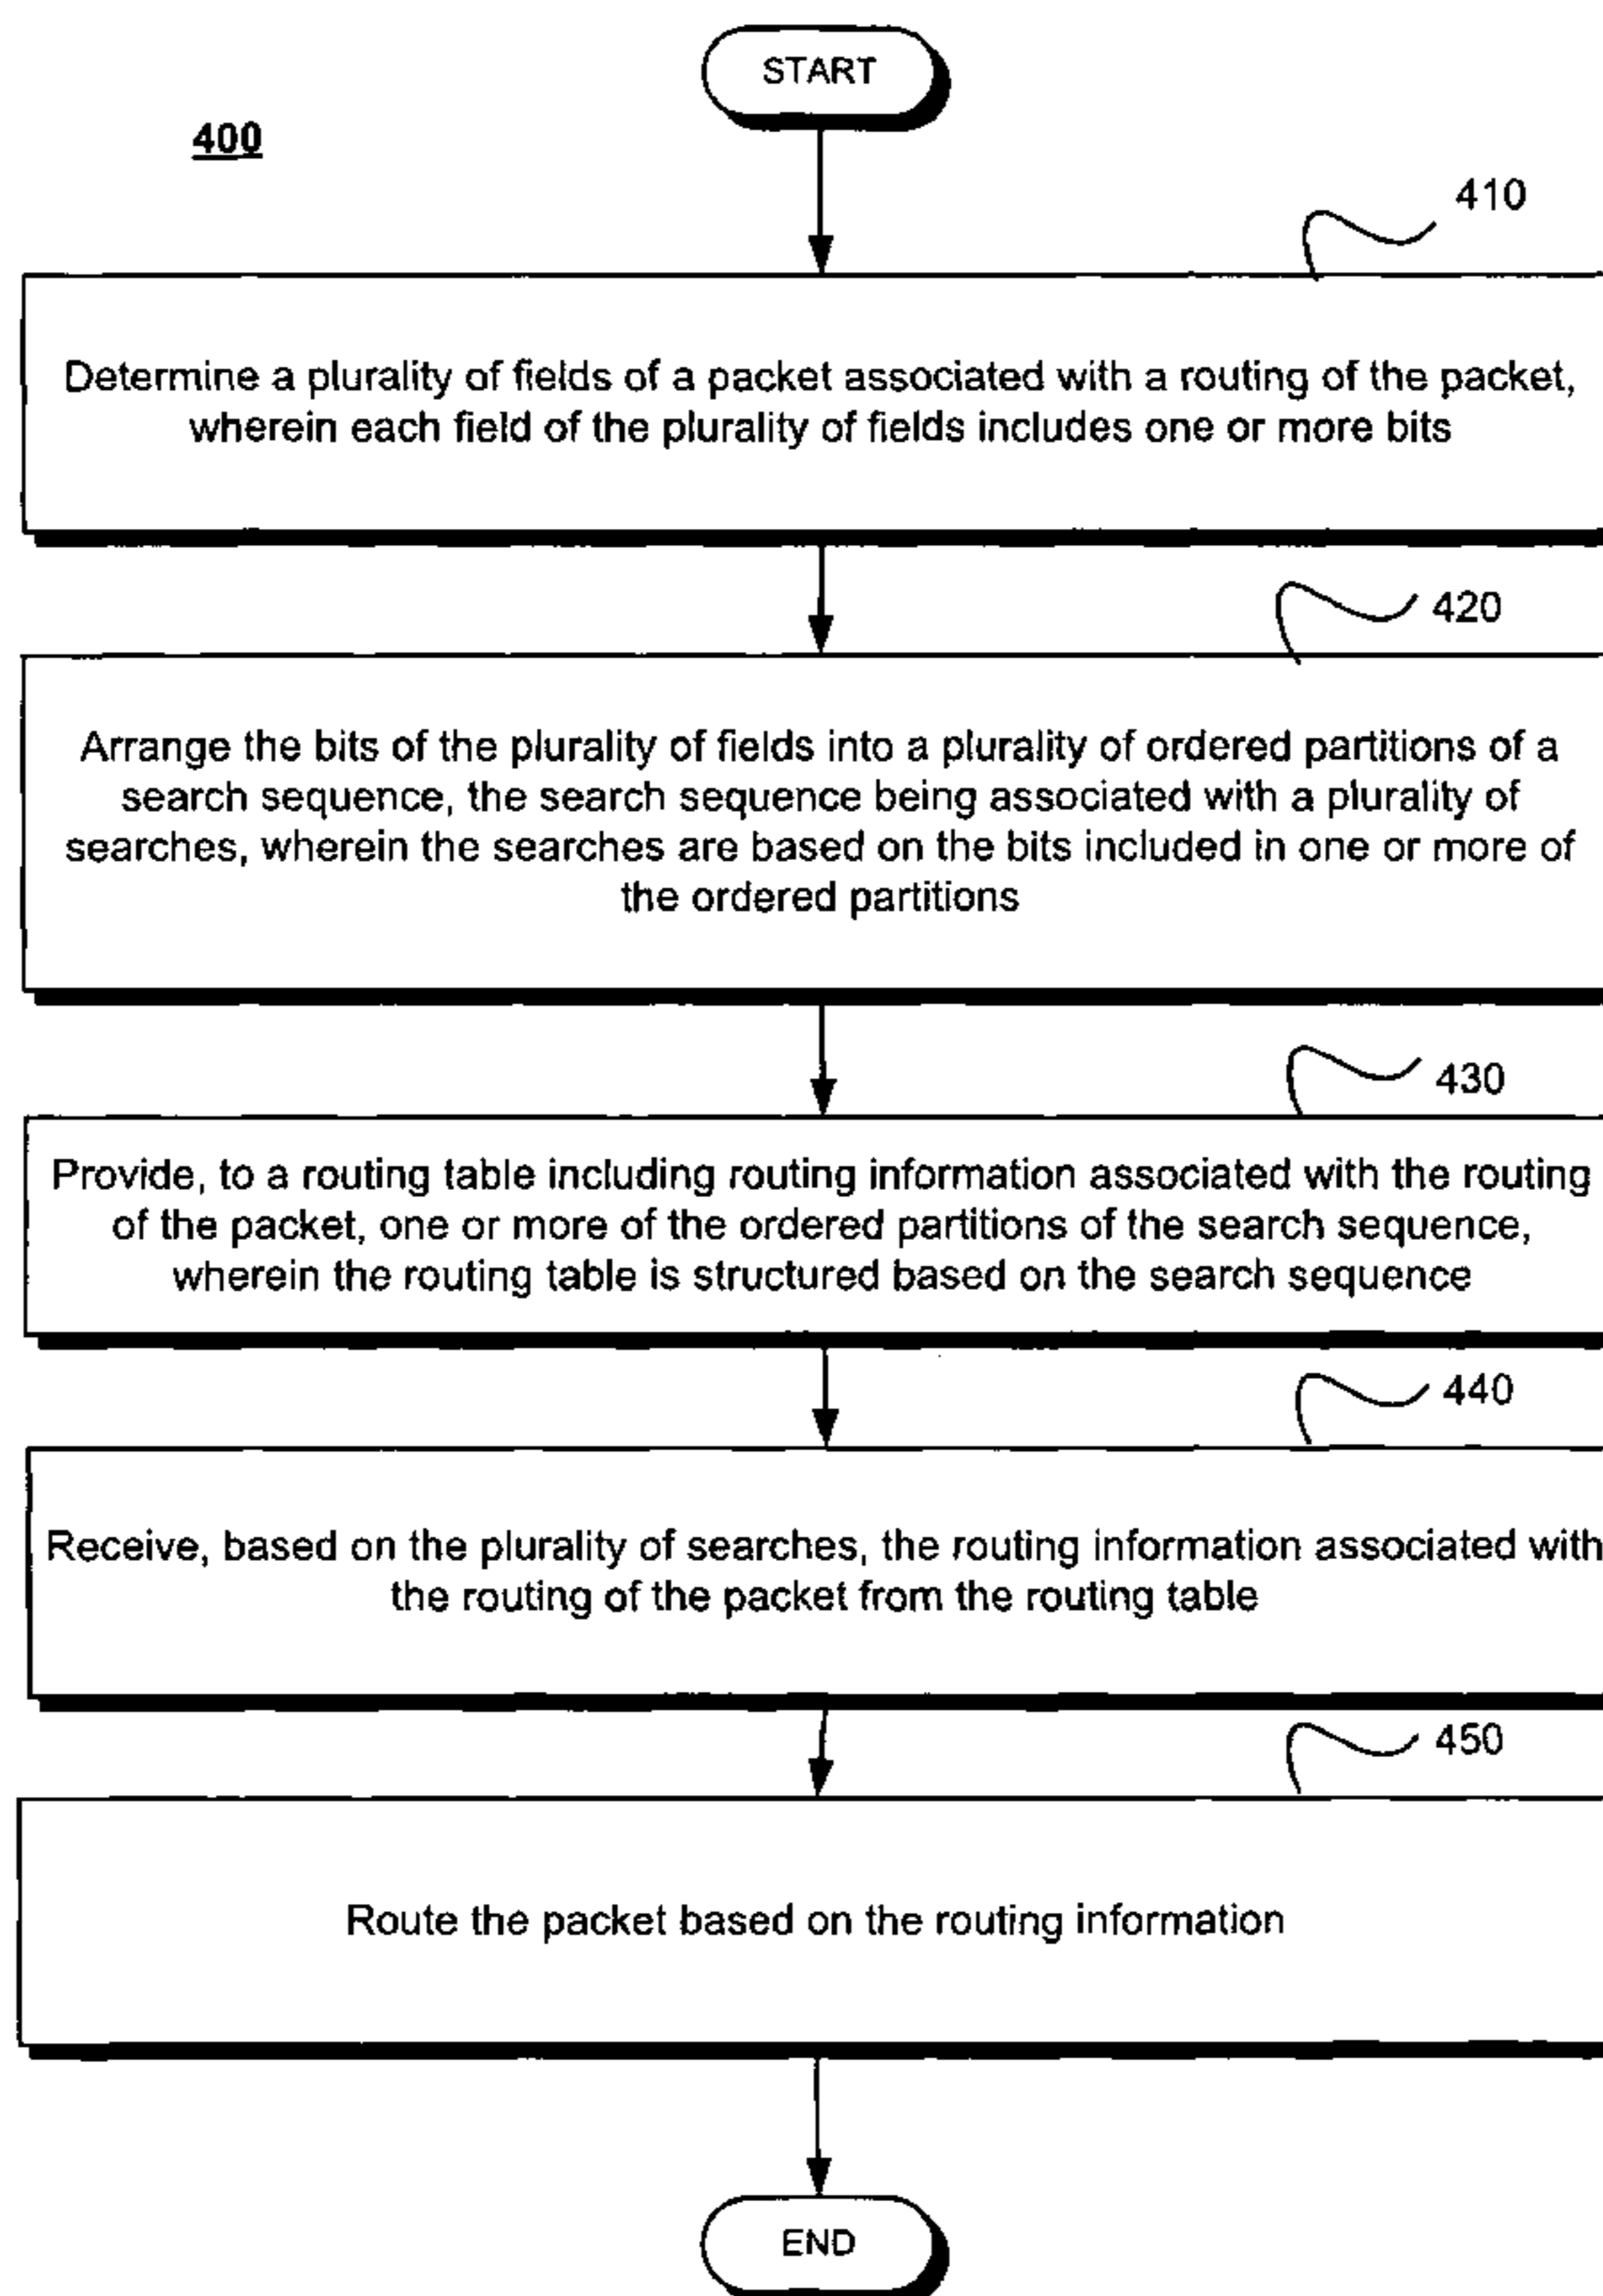 START
400
410
Determine a plurality of fields of a packet associated with a routing of the packet,
wherein each field of the plurality of fields includes one or more bits
420
Arrange the bits of the plurality of fields into a plurality of ordered partitions of a
search sequence, the search sequence being associated with a plurality of
searches, wherein the searches are based on the bits included in one or more of
the ordered partitions
430
Provide, to a routing table including routing information associated with the routing
of the packet, one or more of the ordered partitions of the search sequence,
wherein the routing table is structured based on the search sequence
440
Receive, based on the plurality of searches, the routing information associated with
the routing of the packet from the routing table
450
Route the packet based on the routing information
END